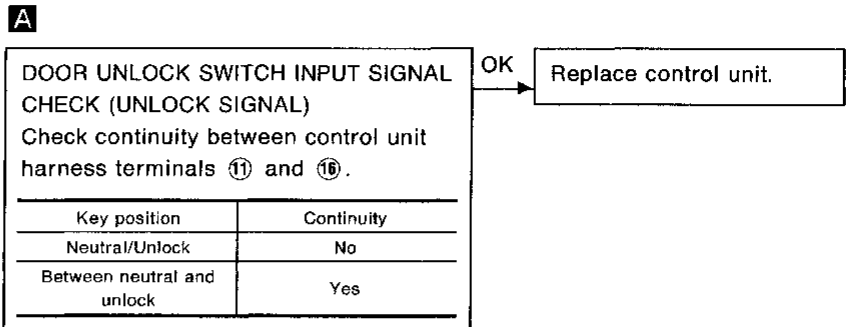 A
DOOR UNLOCK SWITCH INPUT SIGNAL
CHECK (UNLOCK SIGNAL)
Check continuity between control unit
harness terminals ⑪ and ⑯.
Key position Continuity
Neutral/Unlock No
Between neutral and
unlock Yes
OK
Replace control unit.